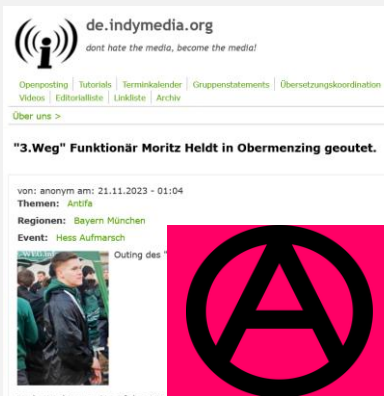 de.indymedia.org
dont hate the media, become the media!
Openposting | Tutorials | Terminkalender | Gruppenstatements | Übersetzungskoordination
Videos | Editorialliste | Linkliste | Archiv
Über uns >
"3.Weg" Funktionär Moritz Heldt in Obermenzing geoutet.
von: anonym am: 21.11.2023 - 01:04
Themen: Antifa
Regionen: Bayern München
Event: Hess Aufmarsch
Outing des "